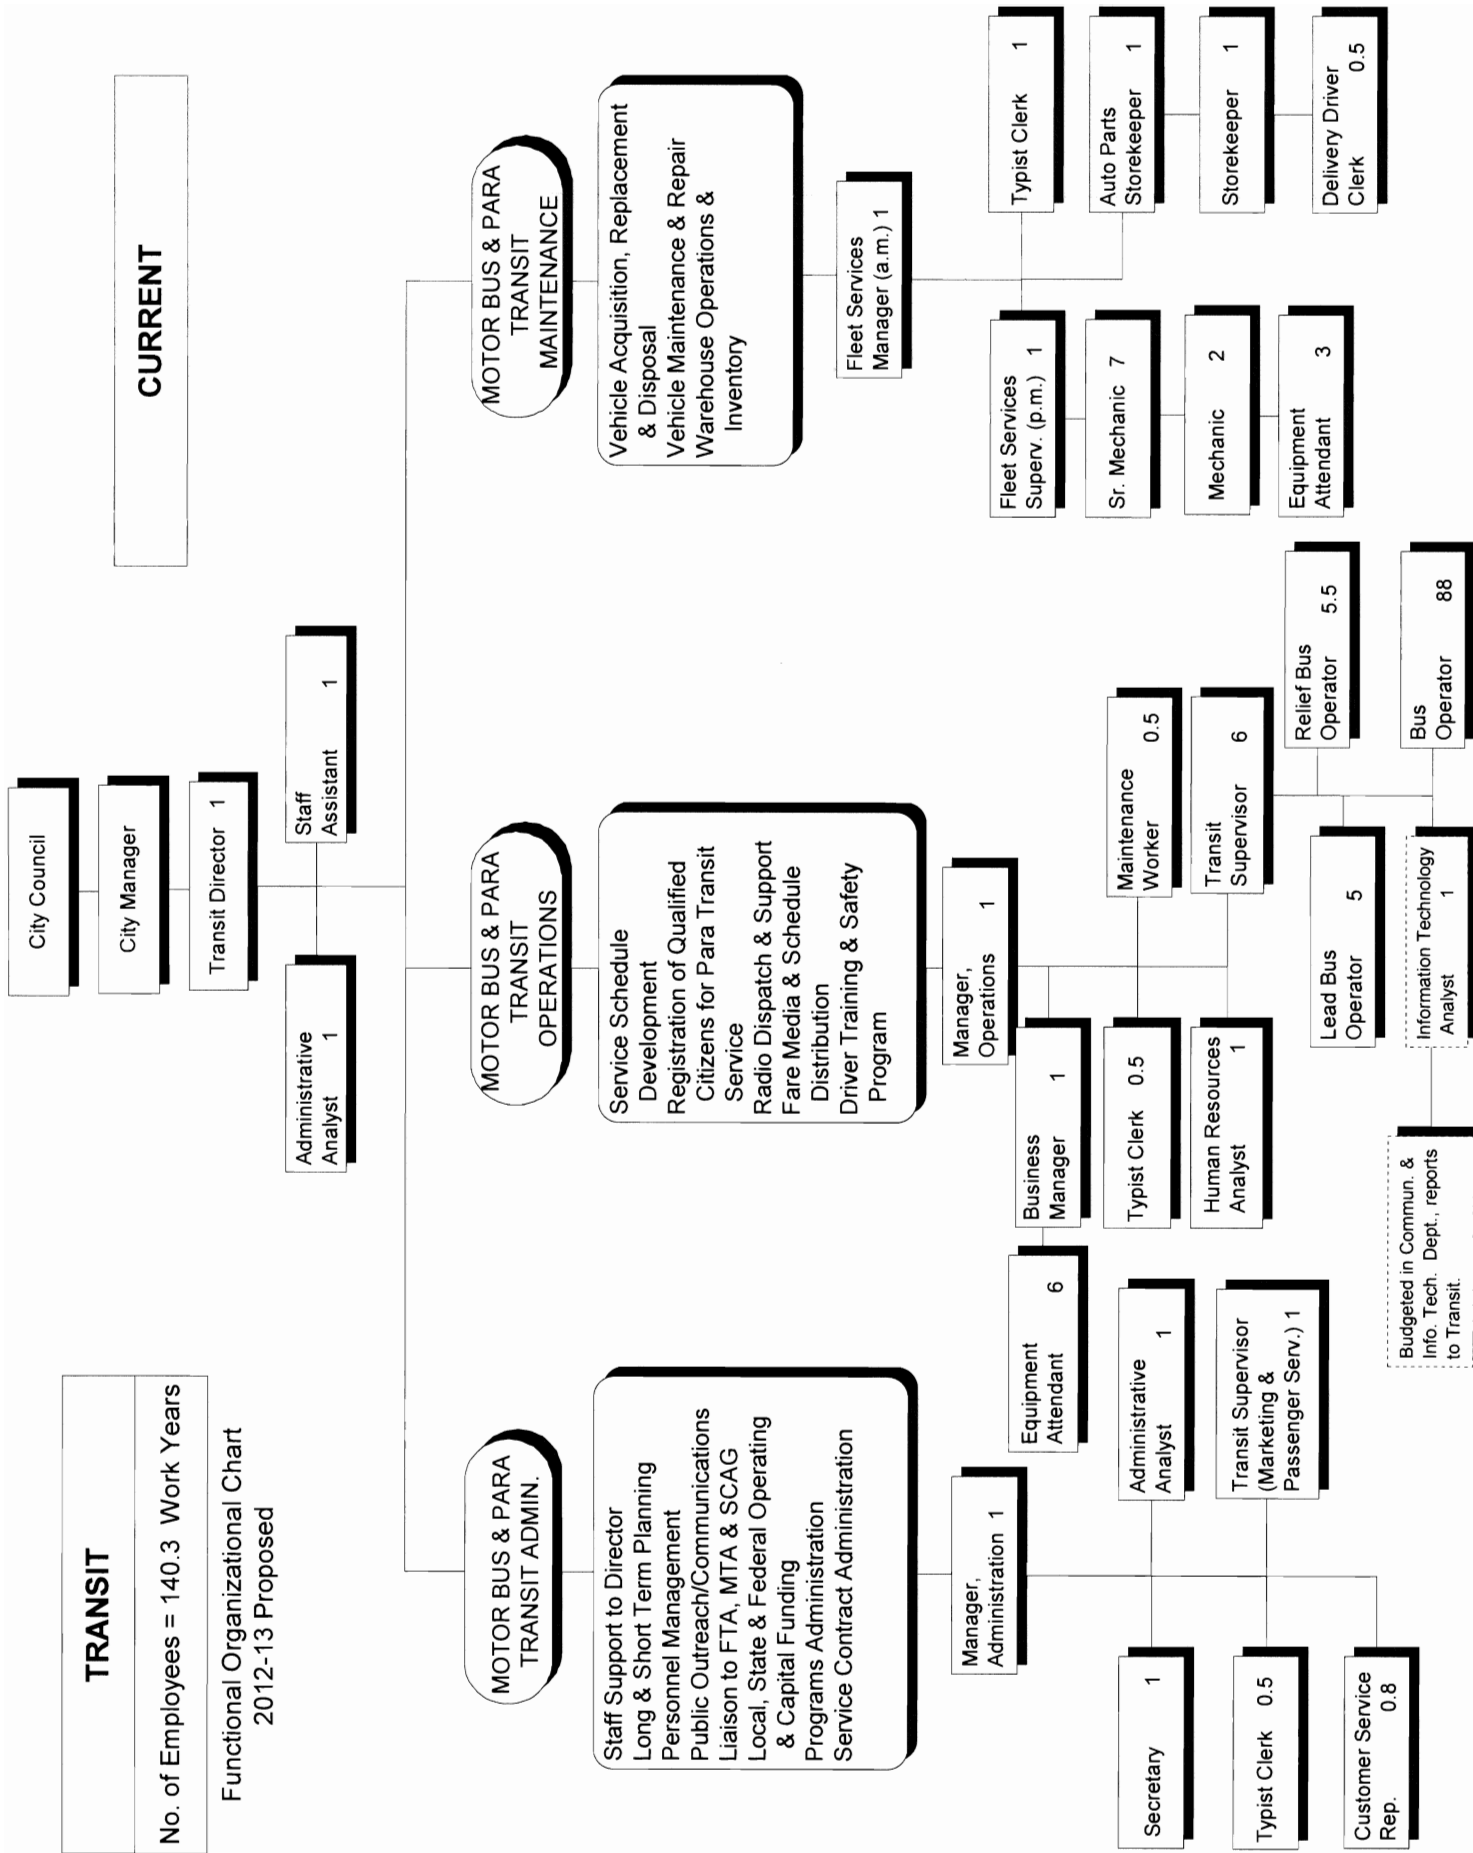 TRANSIT
No. of Employees = 140.3 Work Years
Functional Organizational Chart
2012-13 Proposed
CURRENT
City Council
City Manager
Transit Director 1
Administrative
Analyst 1
Staff
Assistant 1
MOTOR BUS & PARA
TRANSIT ADMIN.
Staff Support to Director
Long & Short Term Planning
Personnel Management
Public Outreach/Communications
Liaison to FTA, MTA & SCAG
Local, State & Federal Operating
& Capital Funding
Programs Administration
Service Contract Administration
Manager,
Administration 1
Secretary 1
Administrative
Analyst 1
Typist Clerk 0.5
Transit Supervisor
(Marketing &
Passenger Serv.) 1
Customer Service
Rep. 0.8
MOTOR BUS & PARA
TRANSIT
OPERATIONS
Service Schedule
Development
Registration of Qualified
Citizens for Para Transit
Service
Radio Dispatch & Support
Fare Media & Schedule
Distribution
Driver Training & Safety
Program
Manager,
Operations 1
Equipment
Attendant 6
Business
Manager 1
Typist Clerk 0.5
Maintenance
Worker 0.5
Human Resources
Analyst 1
Transit
Supervisor 6
Lead Bus
Operator 5
Relief Bus
Operator 5.5
Budgeted in Commun. &
Info. Tech. Dept., reports
to Transit.
Information Technology
Analyst 1
Bus
Operator 88
MOTOR BUS & PARA
TRANSIT
MAINTENANCE
Vehicle Acquisition, Replacement
& Disposal
Vehicle Maintenance & Repair
Warehouse Operations &
Inventory
Fleet Services
Manager (a.m.) 1
Fleet Services
Superv. (p.m.) 1
Sr. Mechanic 7
Mechanic 2
Equipment
Attendant 3
Typist Clerk 1
Auto Parts
Storekeeper 1
Storekeeper 1
Delivery Driver
Clerk 0.5